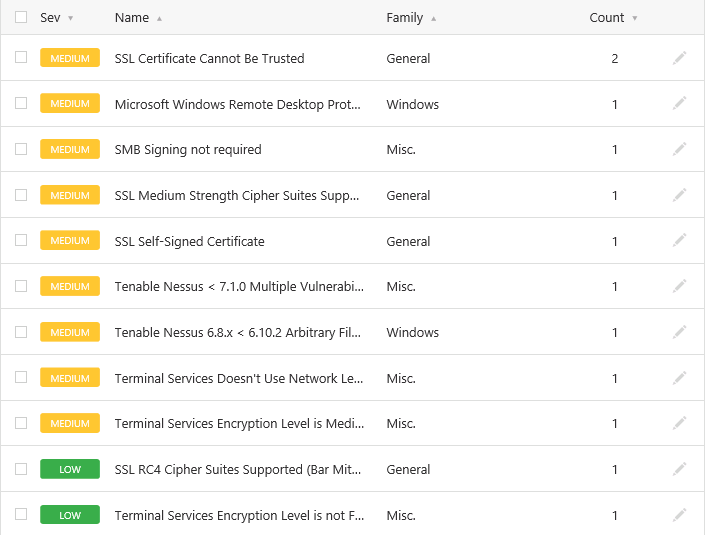 Sev Name Family Count
MEDIUM SSL Certificate Cannot Be Trusted General 2
MEDIUM Microsoft Windows Remote Desktop Prot... Windows 1
MEDIUM SMB Signing not required Misc. 1
MEDIUM SSL Medium Strength Cipher Suites Supp... General 1
MEDIUM SSL Self-Signed Certificate General 1
MEDIUM Tenable Nessus < 7.1.0 Multiple Vulnerabi... Misc. 1
MEDIUM Tenable Nessus 6.8.x < 6.10.2 Arbitrary Fil... Windows 1
MEDIUM Terminal Services Doesn't Use Network Le... Misc. 1
MEDIUM Terminal Services Encryption Level is Medi... Misc. 1
LOW SSL RC4 Cipher Suites Supported (Bar Mit... General 1
LOW Terminal Services Encryption Level is not F... Misc. 1